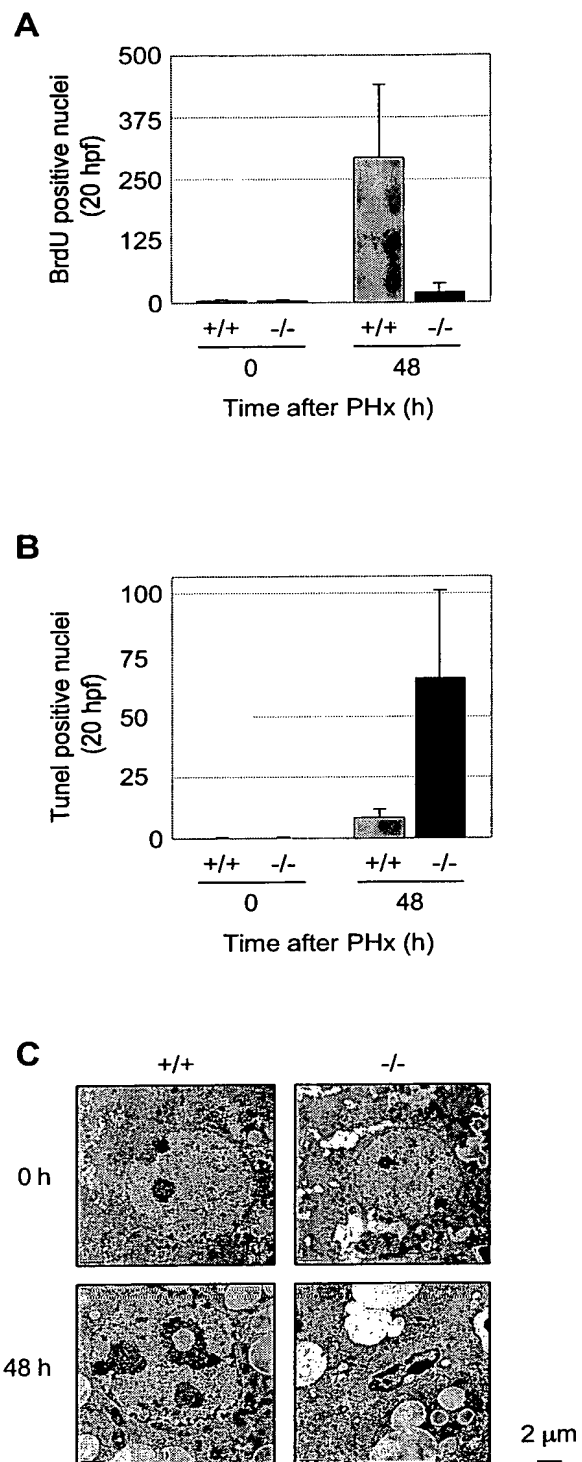 A
BrdU positive nuclei
(20 hpf)
500
375
250
125
0
+/+ -/- +/+ -/-
0 48
Time after PHx (h)
B
Tunel positive nuclei
(20 hpf)
100
75
50
25
0
+/+ -/- +/+ -/-
0 48
Time after PHx (h)
C
+/+ -/-
0 h
48 h
2 μm